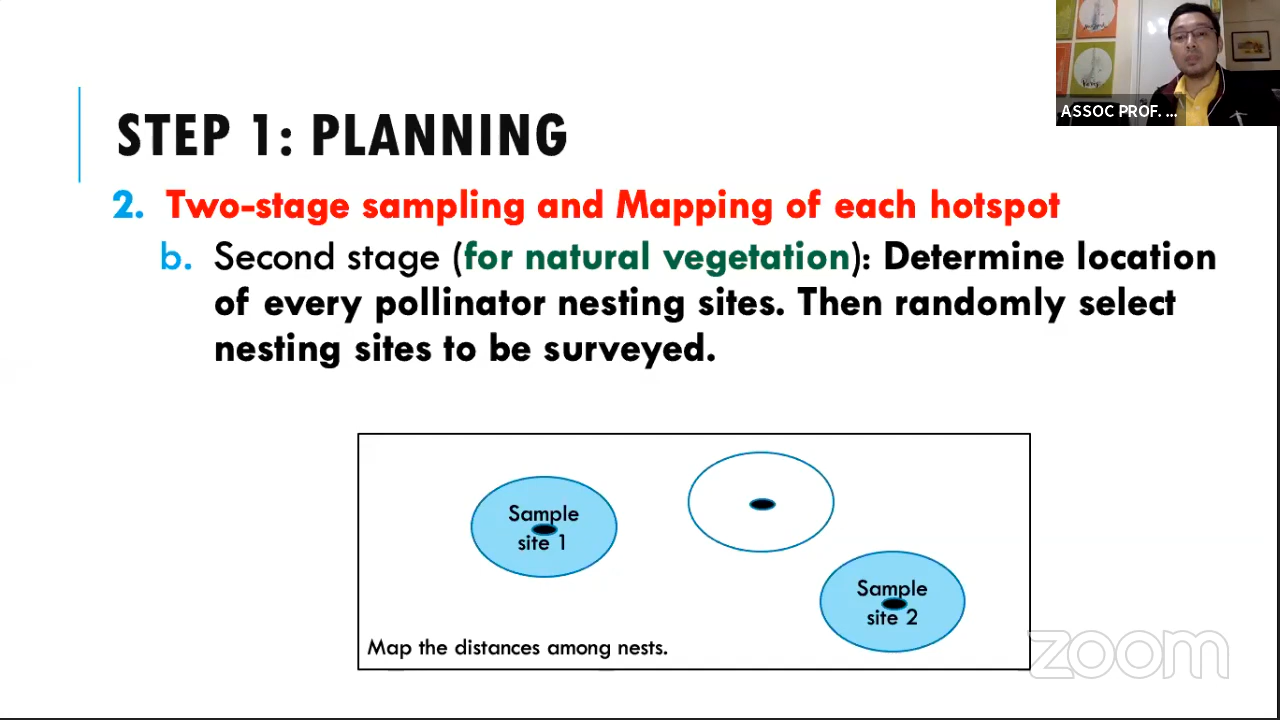 STEP 1: PLANNING
2. Two-stage sampling and Mapping of each hotspot
b. Second stage (for natural vegetation): Determine location
of every pollinator nesting sites. Then randomly select
nesting sites to be surveyed.
Sample
site 1
Sample
site 2
Map the distances among nests.
ASSOC PROF. ...
zoom